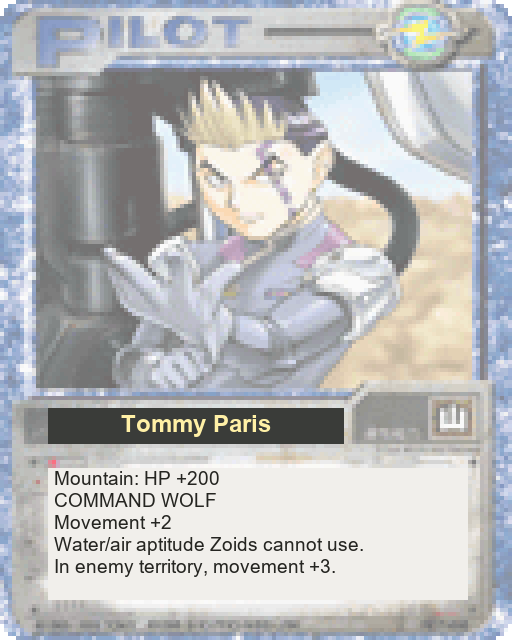 PILOT
Tommy Paris
Mountain: HP +200
COMMAND WOLF
Movement +2
Water/air aptitude Zoids cannot use.
In enemy territory, movement +3.